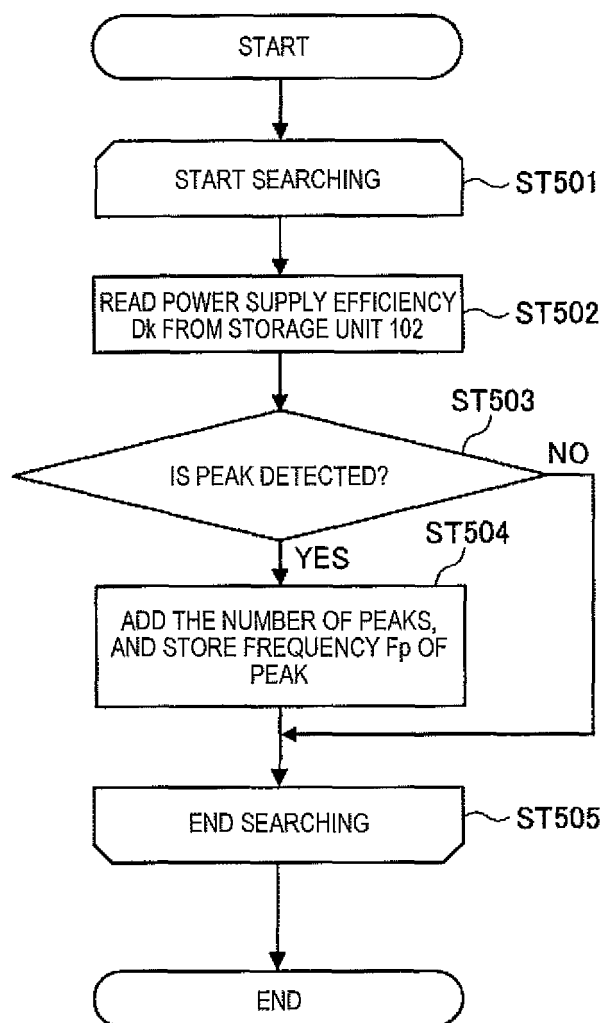 START
START SEARCHING
ST501
READ POWER SUPPLY EFFICIENCY
Dk FROM STORAGE UNIT 102
ST502
ST503
IS PEAK DETECTED?
NO
YES
ST504
ADD THE NUMBER OF PEAKS,
AND STORE FREQUENCY Fp OF
PEAK
END SEARCHING
ST505
END